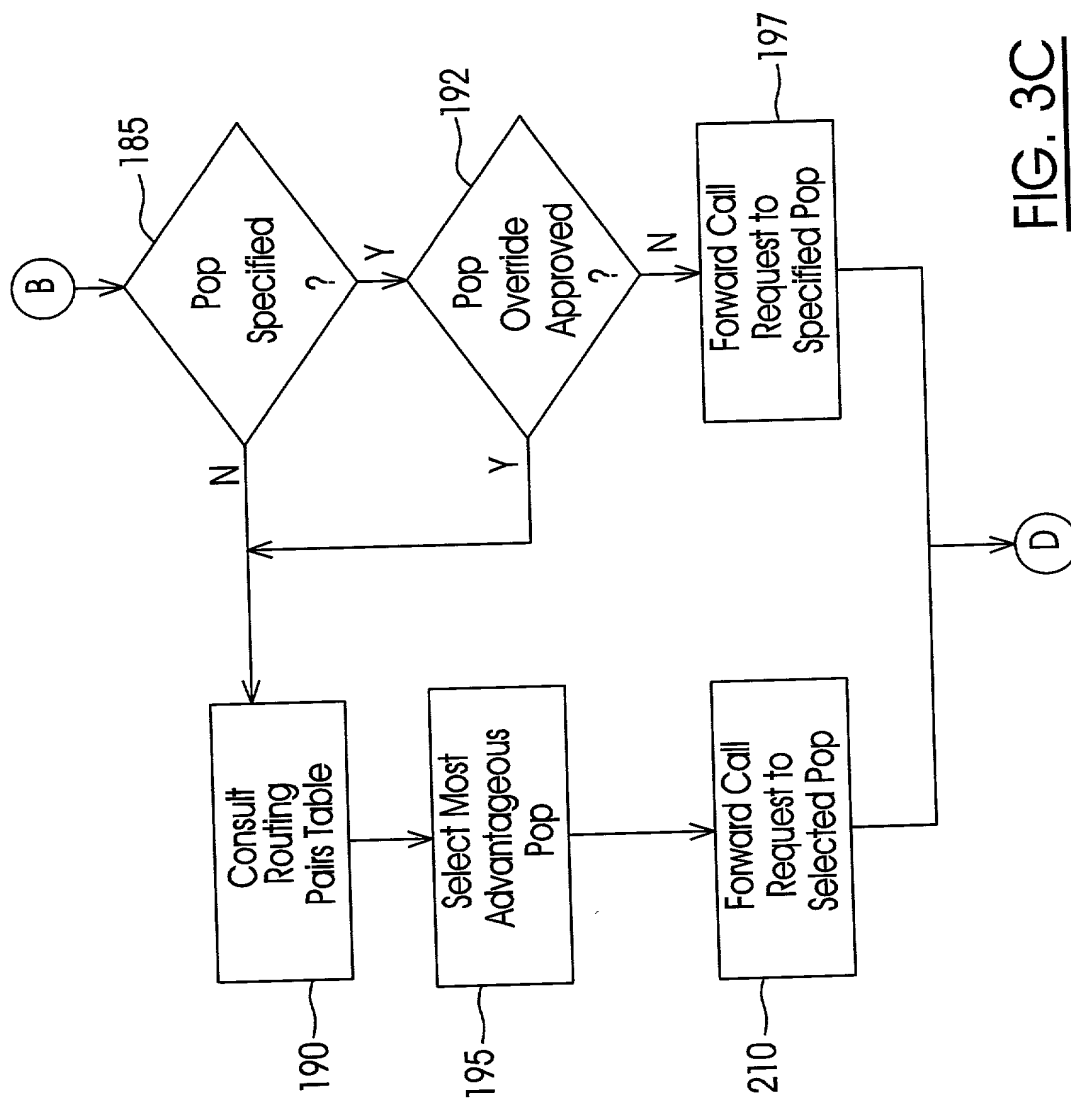 B
185
Pop
Specified
?
N
Y
192
Pop
Override
Approved
?
Y
N
190
Consult
Routing
Pairs Table
195
Select Most
Advantageous
Pop
210
Forward Call
Request to
Selected Pop
197
Forward Call
Request to
Specified Pop
D
FIG. 3C